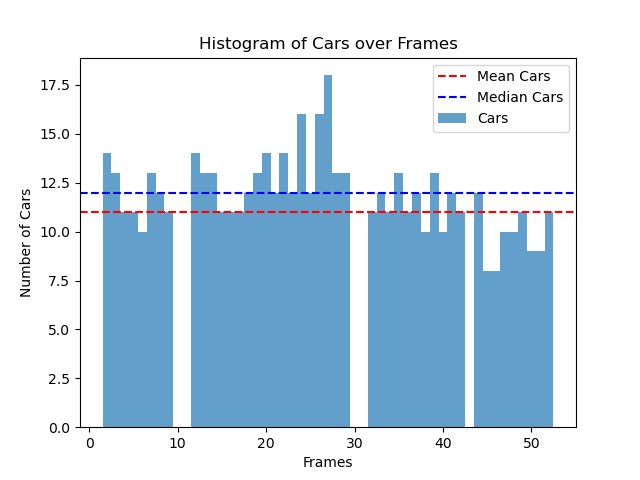 Histogram of Cars over Frames
Mean Cars
Median Cars
Cars
Number of Cars
17.5
15.0
12.5
10.0
7.5
5.0
2.5
0.0
0 10 20 30 40 50
Frames